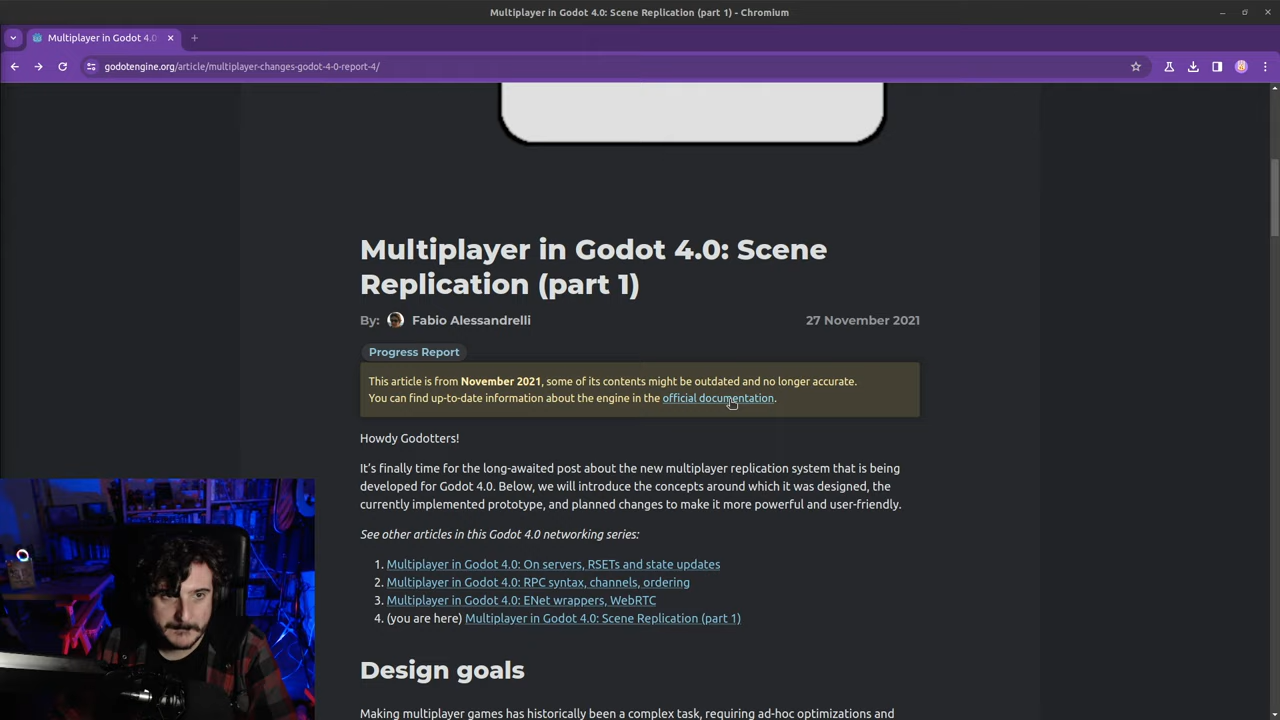 Multiplayer in Godot 4.0: Scene Replication (part 1) - Chromium
Multiplayer in Godot 4.0
godotengine.org/article/multiplayer-changes-godot-4-0-report-4/
Multiplayer in Godot 4.0: Scene
Replication (part 1)
By: Fabio Alessandrelli 27 November 2021
Progress Report
This article is from November 2021, some of its contents might be outdated and no longer accurate.
You can find up-to-date information about the engine in the official documentation.
Howdy Godotters!
It's finally time for the long-awaited post about the new multiplayer replication system that is being
developed for Godot 4.0. Below, we will introduce the concepts around which it was designed, the
currently implemented prototype, and planned changes to make it more powerful and user-friendly.
See other articles in this Godot 4.0 networking series:
1. Multiplayer in Godot 4.0: On servers, RSETs and state updates
2. Multiplayer in Godot 4.0: RPC syntax, channels, ordering
3. Multiplayer in Godot 4.0: ENet wrappers, WebRTC
4. (you are here) Multiplayer in Godot 4.0: Scene Replication (part 1)
Design goals
Making multiplayer games has historically been a complex task, requiring ad-hoc optimizations and